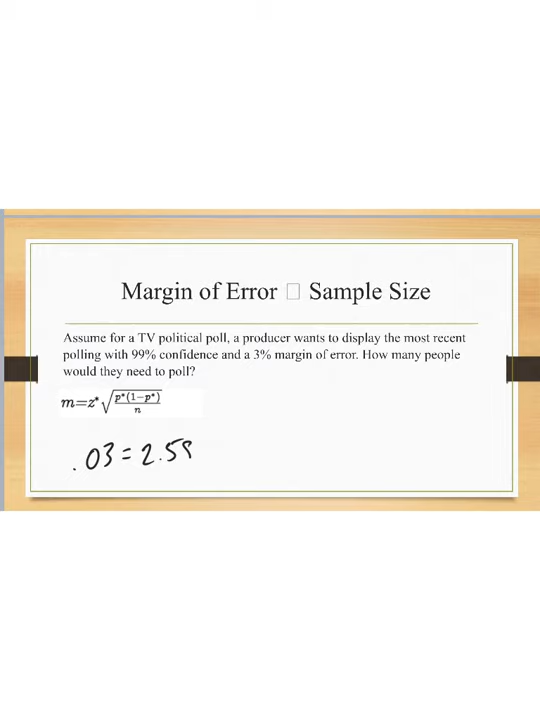 Margin of Error □ Sample Size
Assume for a TV political poll, a producer wants to display the most recent
polling with 99% confidence and a 3% margin of error. How many people
would they need to poll?
m=z*√(p*(1−p*)/n)
.03 = 2.58